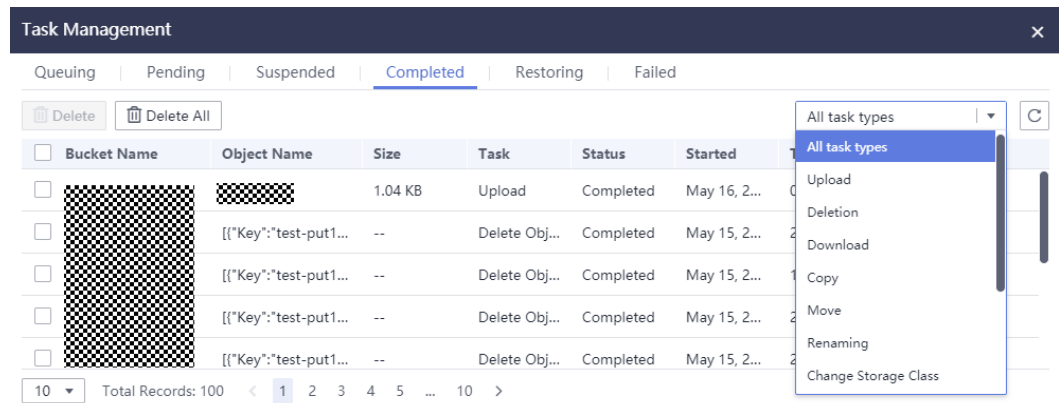 Task Management
Queuing Pending Suspended Completed Restoring Failed
Delete Delete All All task types
Bucket Name Object Name Size Task Status Started
1.04 KB Upload Completed May 16, 2...
[{"Key":"test-put1... -- Delete Obj... Completed May 15, 2...
[{"Key":"test-put1... -- Delete Obj... Completed May 15, 2...
[{"Key":"test-put1... -- Delete Obj... Completed May 15, 2...
[{"Key":"test-put1... -- Delete Obj... Completed May 15, 2...
All task types
Upload
Deletion
Download
Copy
Move
Renaming
Change Storage Class
10 Total Records: 100 < 1 2 3 4 5 ... 10 >